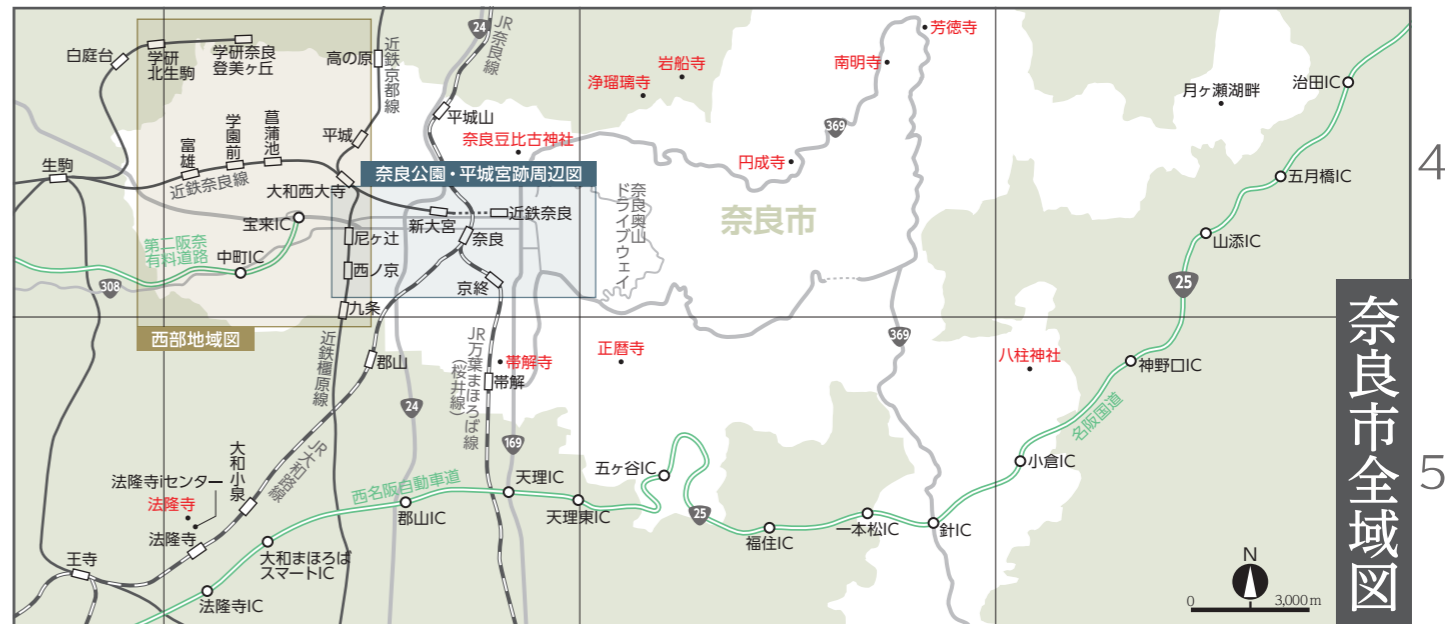 白庭台
学研
北生駒
学研奈良
登美ヶ丘
高の原
近鉄京都線
24
JR奈良線
平城山
浄瑠璃寺
岩船寺
南明寺
芳徳寺
月ヶ瀬湖畔
治田IC
生駒
富雄
学園前
菖蒲池
平城
近鉄奈良線
大和西大寺
奈良豆比古神社
奈良公園・平城宮跡周辺図
369
円成寺
五月橋IC
4
宝来IC
新大宮
近鉄奈良
奈良奥山
ドライブウェイ
奈良市
第二阪奈
有料道路
中町IC
尼ヶ辻
奈良
山添IC
308
西ノ京
京終
25
九条
西部地域図
近鉄橿原線
郡山
JR万葉まほろば線
(桜井線)
帯解寺
帯解
正暦寺
369
八柱神社
神野口IC
奈良市全域図
24
169
名阪国道
大和小泉
JR大和路線
法隆寺iセンター
法隆寺
法隆寺
西名阪自動車道
郡山IC
天理IC
天理東IC
五ヶ谷IC
25
福住IC
一本松IC
針IC
小倉IC
5
王寺
大和まほろば
スマートIC
法隆寺IC
N
0
3,000m